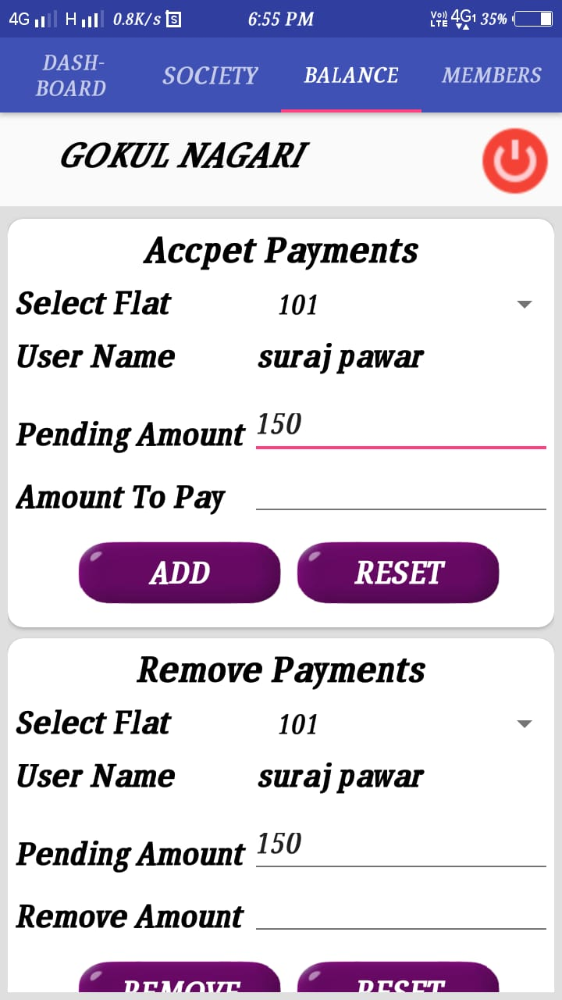 4G H 0.8K/s S 6:55 PM Vo)) LTE 4G1 35%
DASH-
BOARD
SOCIETY BALANCE MEMBERS
GOKUL NAGARI
Accpet Payments
Select Flat 101
User Name suraj pawar
Pending Amount 150
Amount To Pay
ADD RESET
Remove Payments
Select Flat 101
User Name suraj pawar
Pending Amount 150
Remove Amount
REMOVE RESET